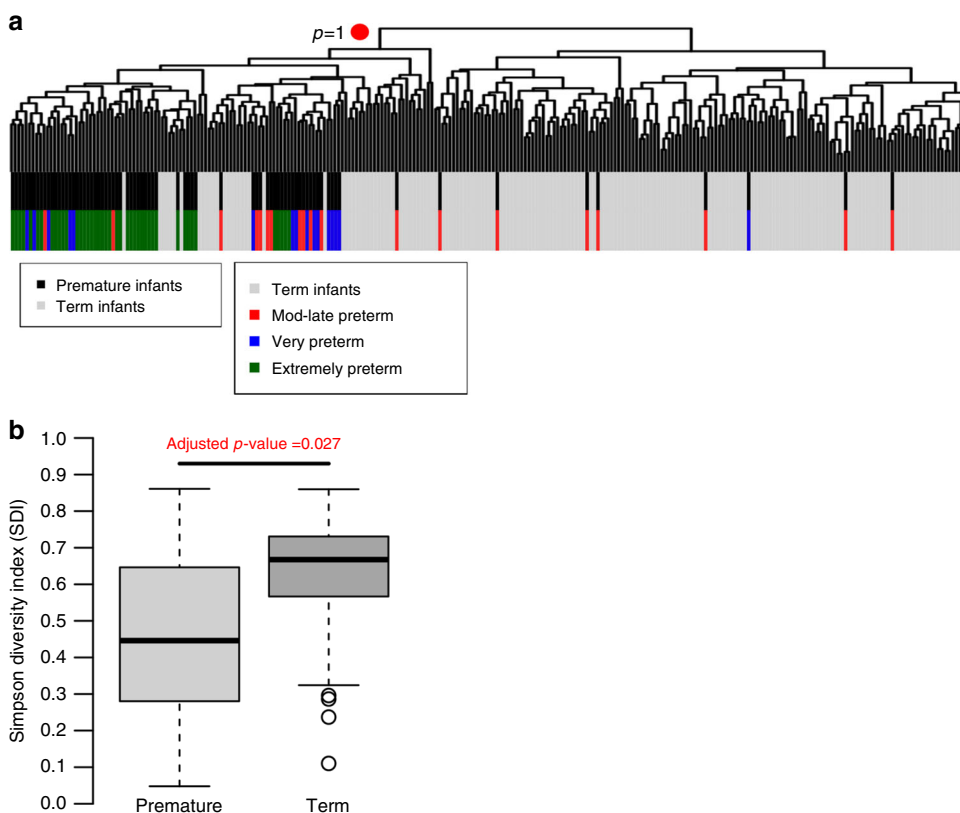 a
p=1
Premature infants
Term infants
Term infants
Mod-late preterm
Very preterm
Extremely preterm
b
Adjusted p-value =0.027
Simpson diversity index (SDI)
1.0
0.9
0.8
0.7
0.6
0.5
0.4
0.3
0.2
0.1
0.0
Premature
Term